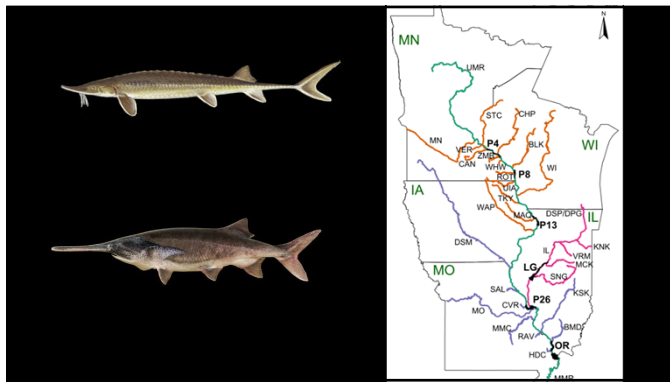 N
MN
UMR
STC
CHP
P4
BLK
WI
MN
VER
ZMB
CAN
WHW
P8
WI
ROT
UIA
IA
TKY
WAP
MAQ
DSP/DPG
IL
P13
DSM
IL
KNK
VRM
LG
MCK
SNG
MO
SAL
KSK
P26
CVR
MO
MMC
RAV
BMD
OR
HDC
MMR